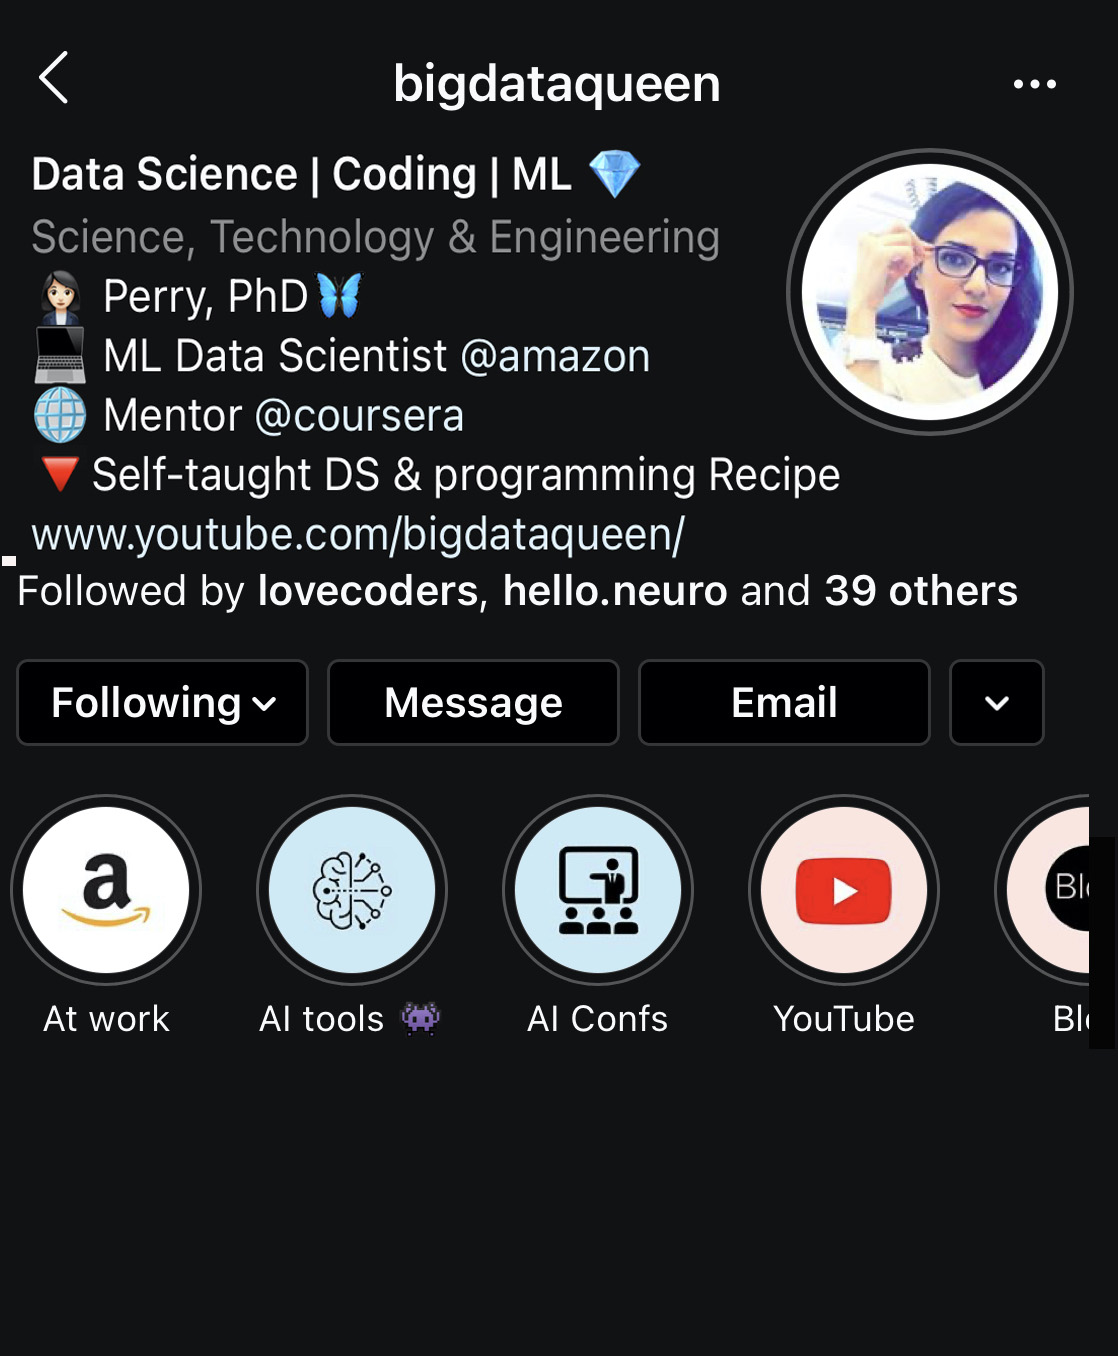 bigdataqueen
Data Science | Coding | ML 💎
Science, Technology & Engineering
👩🏻‍💼 Perry, PhD🦋
💻 ML Data Scientist @amazon
🌐 Mentor @coursera
🔻 Self-taught DS & programming Recipe
www.youtube.com/bigdataqueen/
Followed by lovecoders, hello.neuro and 39 others
Following Message Email
a
At work AI tools 👾 AI Confs YouTube